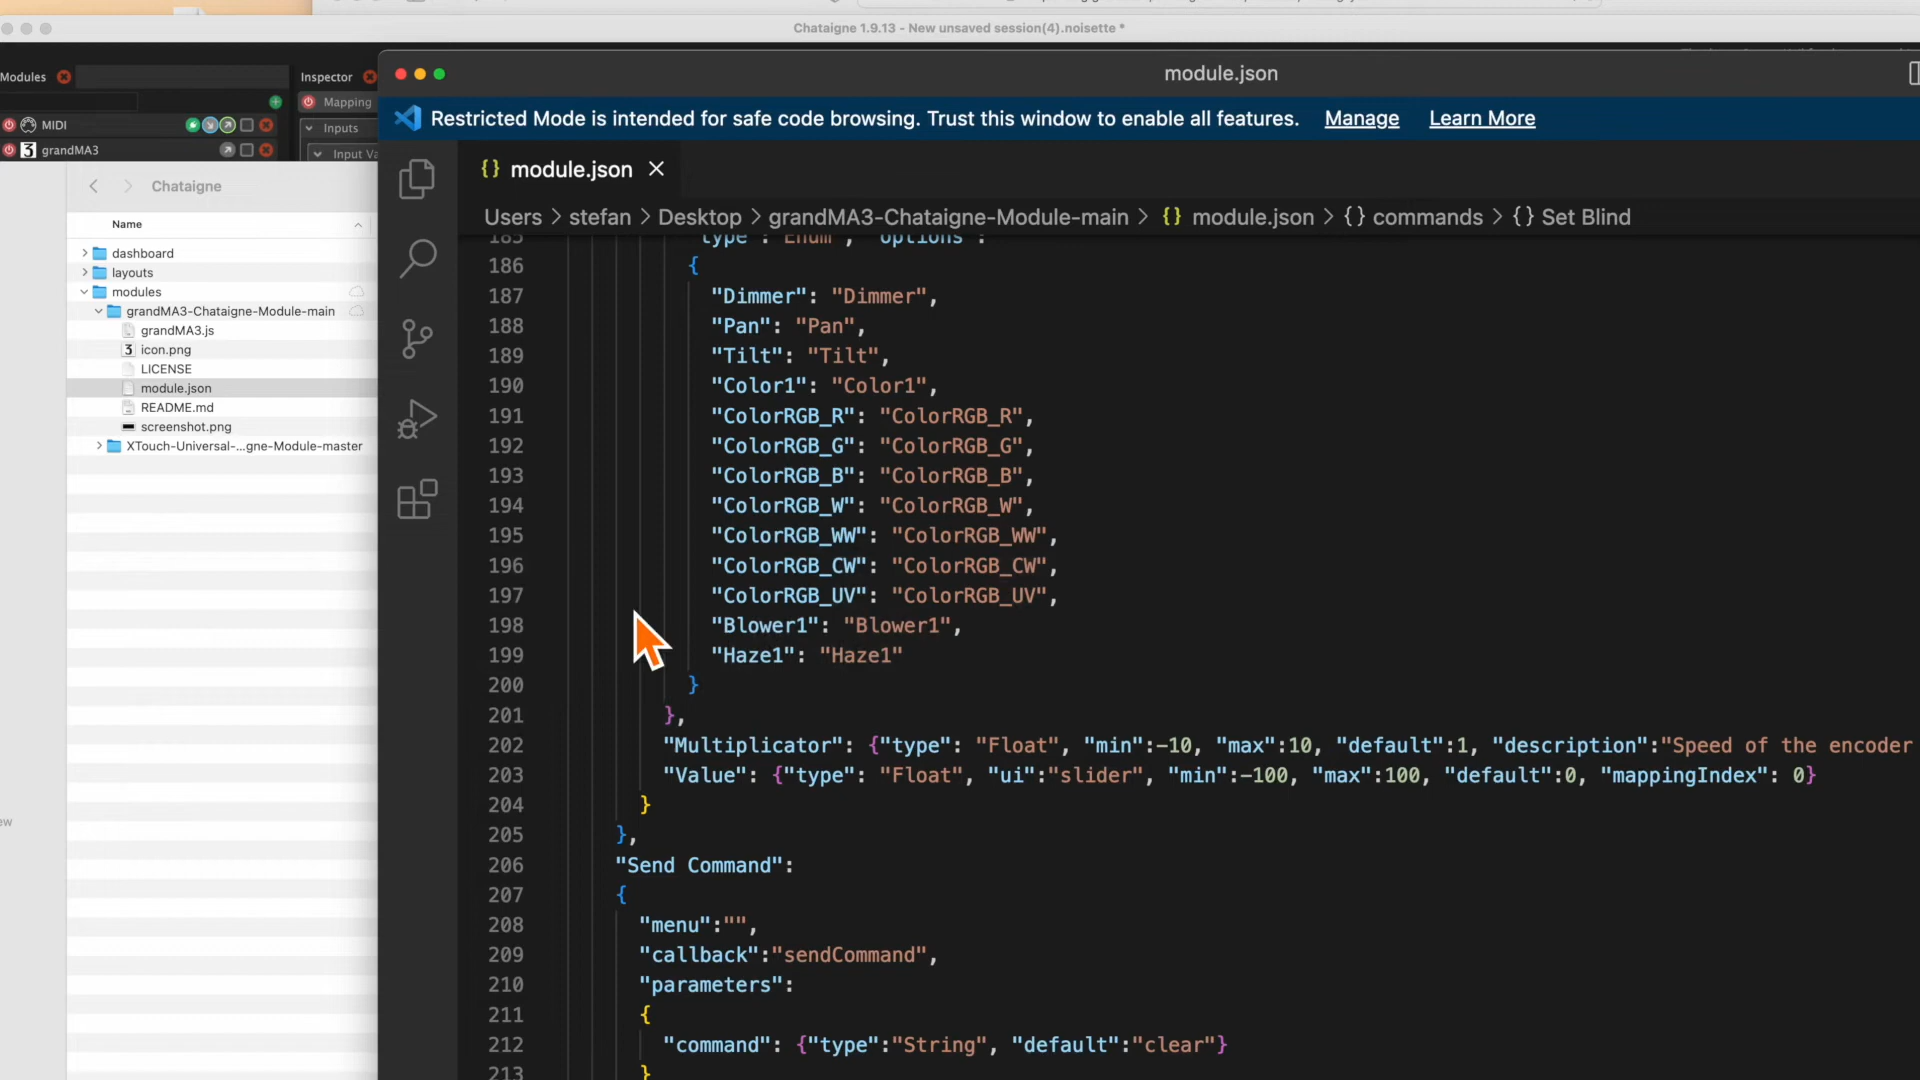 Chataigne 1.9.13 - New unsaved session(4).noisette *
Modules
Inspector
Mapping
MIDI
Inputs
grandMA3
Input Va
module.json
Restricted Mode is intended for safe code browsing. Trust this window to enable all features. Manage Learn More
module.json
Users > stefan > Desktop > grandMA3-Chataigne-Module-main > {} module.json > {} commands > {} Set Blind
Chataigne
Name
dashboard
layouts
modules
grandMA3-Chataigne-Module-main
grandMA3.js
icon.png
LICENSE
module.json
README.md
screenshot.png
XTouch-Universal-...gne-Module-master
185 "type": "Enum", "options":
186 {
187 "Dimmer": "Dimmer",
188 "Pan": "Pan",
189 "Tilt": "Tilt",
190 "Color1": "Color1",
191 "ColorRGB_R": "ColorRGB_R",
192 "ColorRGB_G": "ColorRGB_G",
193 "ColorRGB_B": "ColorRGB_B",
194 "ColorRGB_W": "ColorRGB_W",
195 "ColorRGB_WW": "ColorRGB_WW",
196 "ColorRGB_CW": "ColorRGB_CW",
197 "ColorRGB_UV": "ColorRGB_UV",
198 "Blower1": "Blower1",
199 "Haze1": "Haze1"
200 }
201 },
202 "Multiplicator": {"type": "Float", "min":-10, "max":10, "default":1, "description":"Speed of the encoder
203 "Value": {"type": "Float", "ui":"slider", "min":-100, "max":100, "default":0, "mappingIndex": 0}
204 }
205 },
206 "Send Command":
207 {
208 "menu":"",
209 "callback":"sendCommand",
210 "parameters":
211 {
212 "command": {"type":"String", "default":"clear"}
213 }